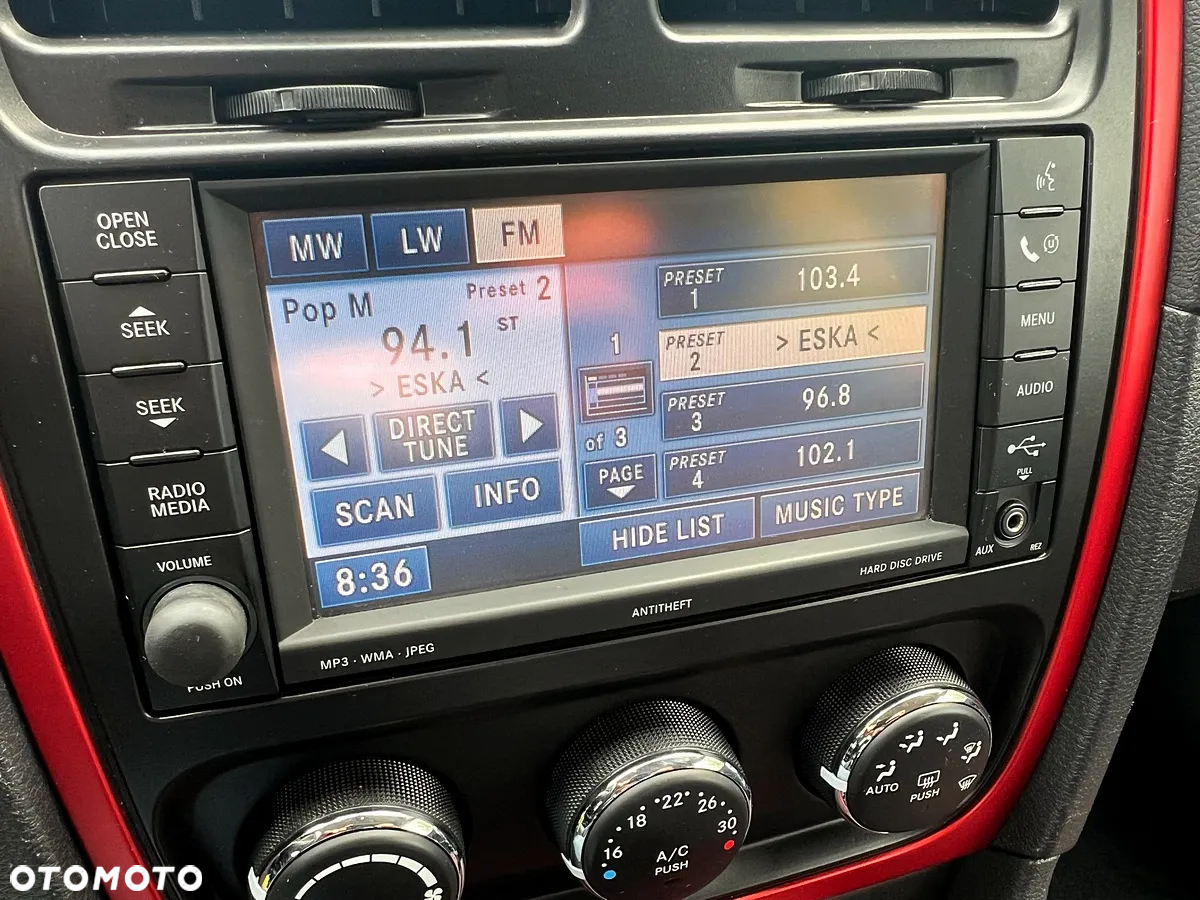 OPEN
CLOSE
SEEK
SEEK
RADIO
MEDIA
VOLUME
PUSH ON
MW
LW
FM
Pop M
Preset 2
94.1
ST
> ESKA <
DIRECT
TUNE
SCAN
INFO
8:36
1
of 3
PAGE
PRESET
1
103.4
PRESET
2
> ESKA <
PRESET
3
96.8
PRESET
4
102.1
HIDE LIST
MUSIC TYPE
MP3 · WMA · JPEG
ANTITHEFT
HARD DISC DRIVE
MENU
AUDIO
PULL
AUX
REZ
16
18
22
26
30
A/C
PUSH
AUTO
PUSH
OTOMOTO